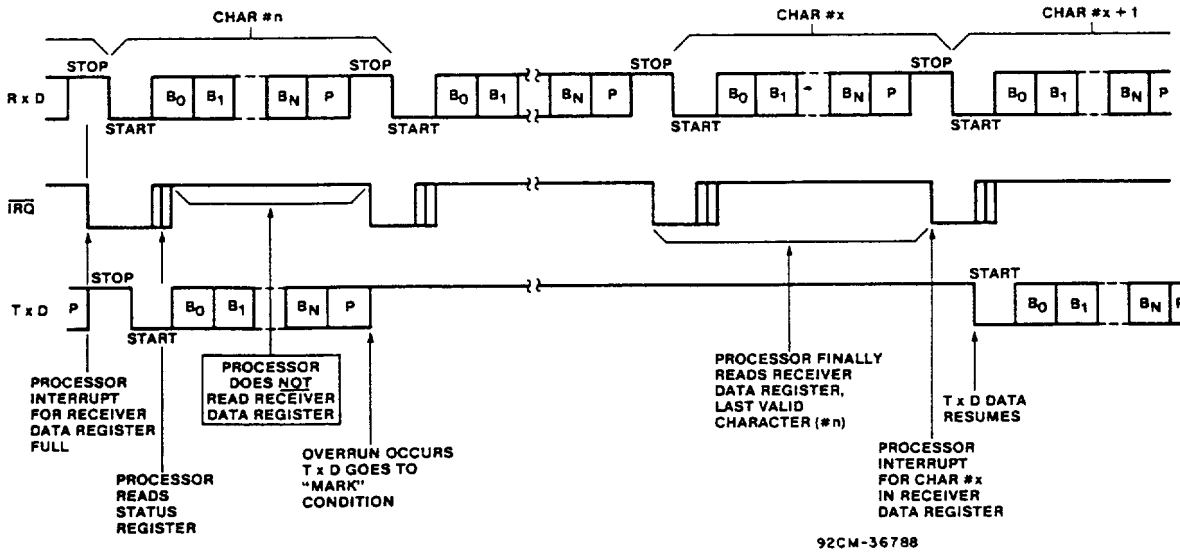 CHAR #n
CHAR #x
CHAR #x + 1
STOP STOP STOP STOP
R x D B0 B1 BN P B0 B1 BN P B0 B1 BN P B0 B1 BN P
START START START START
IRQ
STOP START
T x D P B0 B1 BN P B0 B1 BN P
START
PROCESSOR
INTERRUPT
FOR RECEIVER
DATA REGISTER
FULL
PROCESSOR
READS
STATUS
REGISTER
PROCESSOR
DOES NOT
READ RECEIVER
DATA REGISTER
OVERRUN OCCURS
T x D GOES TO
"MARK"
CONDITION
PROCESSOR FINALLY
READS RECEIVER
DATA REGISTER,
LAST VALID
CHARACTER (#n)
PROCESSOR
INTERRUPT
FOR CHAR #x
IN RECEIVER
DATA REGISTER
T x D DATA
RESUMES
92CM-36788